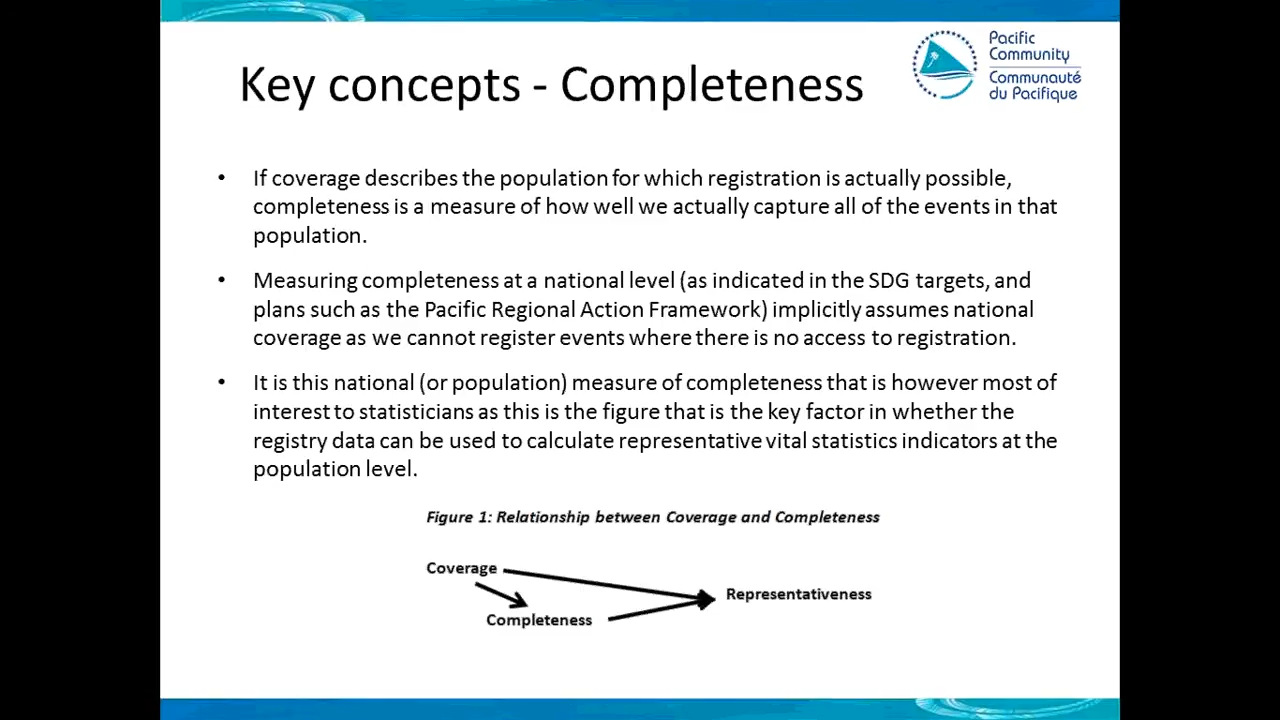 Pacific
Community
Communauté
du Pacifique
Key concepts - Completeness
• If coverage describes the population for which registration is actually possible,
completeness is a measure of how well we actually capture all of the events in that
population.
• Measuring completeness at a national level (as indicated in the SDG targets, and
plans such as the Pacific Regional Action Framework) implicitly assumes national
coverage as we cannot register events where there is no access to registration.
• It is this national (or population) measure of completeness that is however most of
interest to statisticians as this is the figure that is the key factor in whether the
registry data can be used to calculate representative vital statistics indicators at the
population level.
Figure 1: Relationship between Coverage and Completeness
Coverage
Representativeness
Completeness